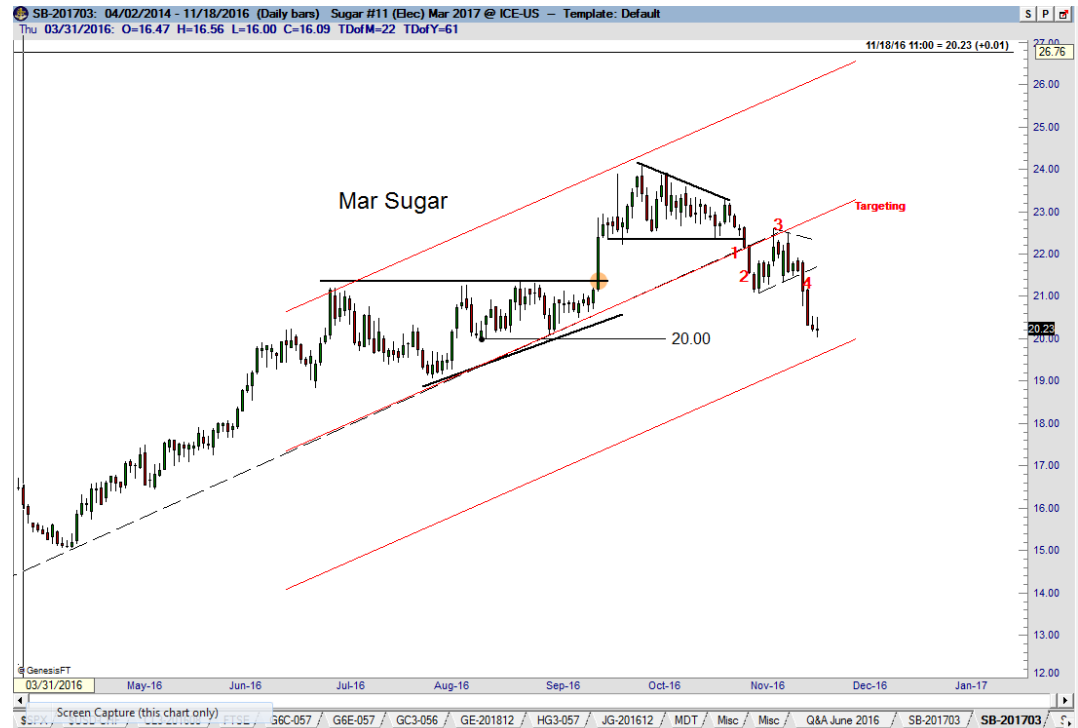 SB-201703: 04/02/2014 - 11/18/2016 (Daily bars) Sugar #11 (Elec) Mar 2017 @ ICE-US – Template: Default
S P
Thu 03/31/2016: O=16.47 H=16.56 L=16.00 C=16.09 TDofM=22 TDofY=61
11/18/16 11:00 = 20.23 (+0.01)
27.00
26.76
26.00
25.00
24.00
Mar Sugar
23.00
Targeting
3
22.00
1
2
4
21.00
20.23
20.00
20.00
19.00
18.00
17.00
16.00
15.00
14.00
13.00
12.00
© GenesisFT
03/31/2016 May-16 Jun-16 Jul-16 Aug-16 Sep-16 Oct-16 Nov-16 Dec-16 Jan-17
Screen Capture (this chart only)
G6C-057 G6E-057 GC3-056 GE-201812 HG3-057 JG-201612 MDT Misc Misc Q&A June 2016 SB-201703 SB-201703